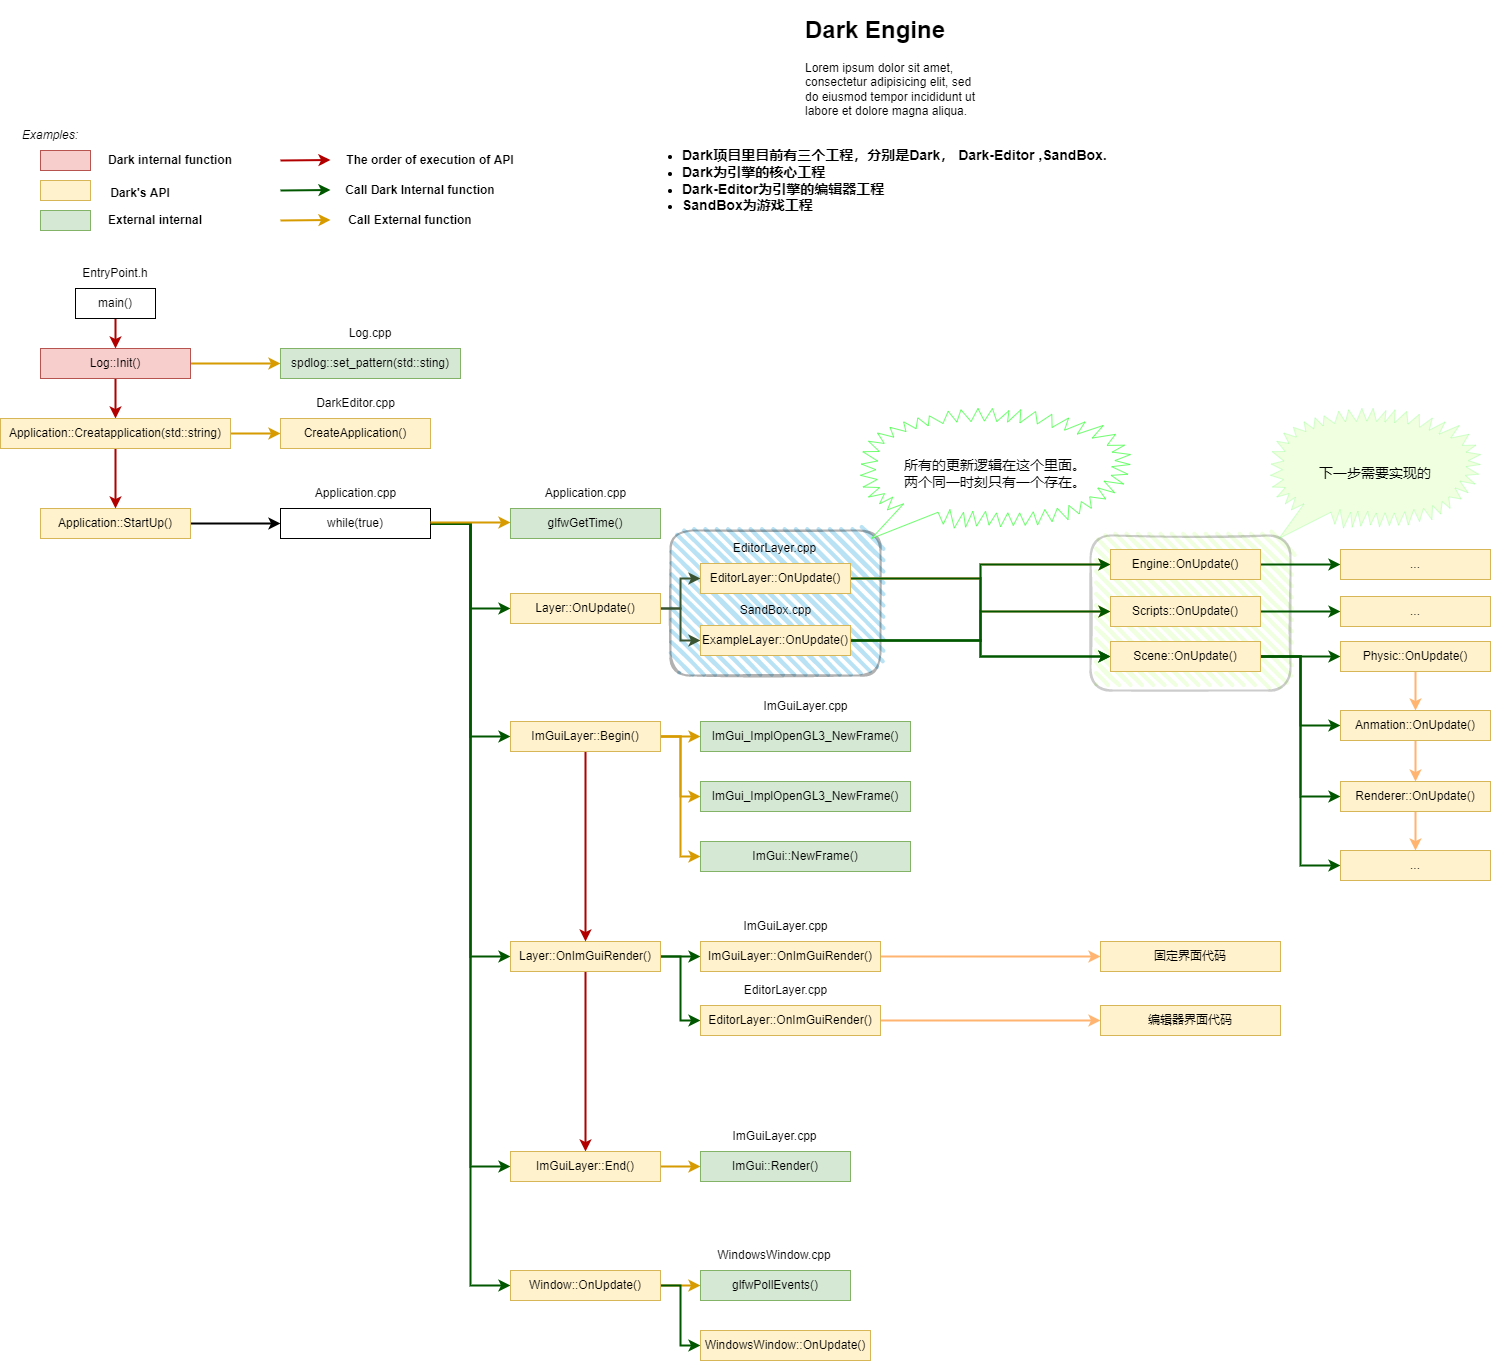 Dark Engine
Lorem ipsum dolor sit amet,
consectetur adipisicing elit, sed
do eiusmod tempor incididunt ut
labore et dolore magna aliqua.
Examples:
Dark internal function
The order of execution of API
Dark's API
Call Dark Internal function
External internal
Call External function
Dark项目里目前有三个工程，分别是Dark， Dark-Editor ,SandBox.
Dark为引擎的核心工程
Dark-Editor为引擎的编辑器工程
SandBox为游戏工程
EntryPoint.h
main()
Log.cpp
Log::Init()
spdlog::set_pattern(std::sting)
DarkEditor.cpp
Application::Creatapplication(std::string)
CreateApplication()
所有的更新逻辑在这个里面。
两个同一时刻只有一个存在。
下一步需要实现的
Application.cpp
Application.cpp
Application::StartUp()
while(true)
glfwGetTime()
EditorLayer.cpp
EditorLayer::OnUpdate()
Engine::OnUpdate()
...
Layer::OnUpdate()
SandBox.cpp
Scripts::OnUpdate()
...
ExampleLayer::OnUpdate()
Scene::OnUpdate()
Physic::OnUpdate()
ImGuiLayer.cpp
Anmation::OnUpdate()
ImGuiLayer::Begin()
ImGui_ImplOpenGL3_NewFrame()
ImGui_ImplOpenGL3_NewFrame()
Renderer::OnUpdate()
ImGui::NewFrame()
...
ImGuiLayer.cpp
Layer::OnImGuiRender()
ImGuiLayer::OnImGuiRender()
固定界面代码
EditorLayer.cpp
EditorLayer::OnImGuiRender()
编辑器界面代码
ImGuiLayer.cpp
ImGuiLayer::End()
ImGui::Render()
WindowsWindow.cpp
Window::OnUpdate()
glfwPollEvents()
WindowsWindow::OnUpdate()